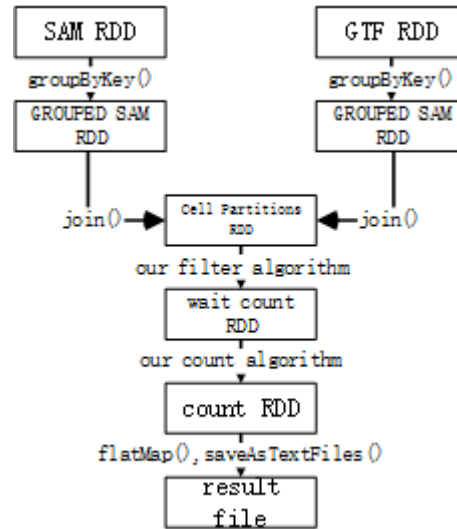 SAM RDD
GTF RDD
groupByKey()
groupByKey()
GROUPED SAM
RDD
GROUPED SAM
RDD
join()
Cell Partitions
RDD
join()
our filter algorithm
wait count
RDD
our count algorithm
count RDD
flatMap(), saveAsTextFiles()
result
file